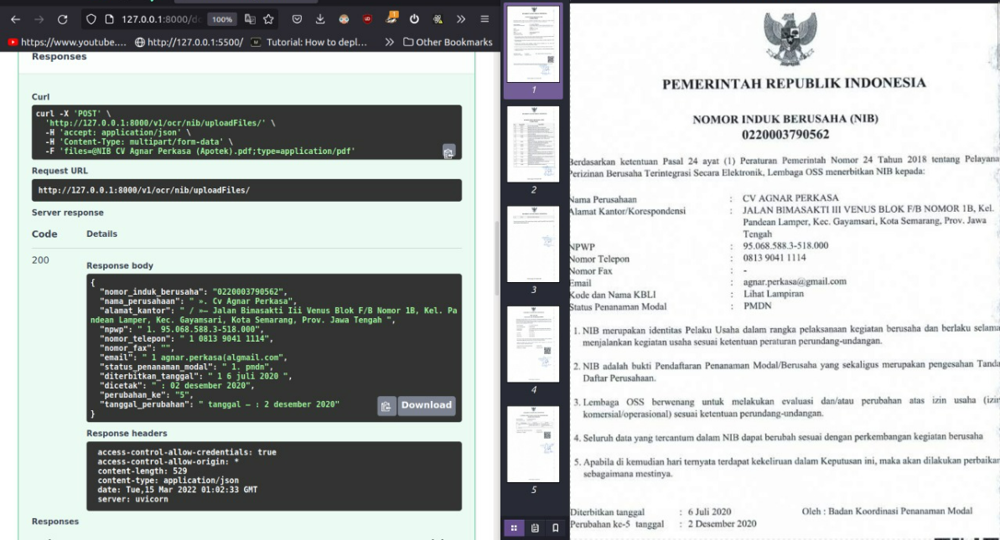 127.0.0.1:8000/do
100%
https://www.youtube....
http://127.0.0.1:5500/
Tutorial: How to depl...
Other Bookmarks
Responses
Curl
curl -X 'POST' \
'http://127.0.0.1:8000/v1/ocr/nib/uploadFiles/' \
-H 'accept: application/json' \
-H 'Content-Type: multipart/form-data' \
-F 'files=@NIB CV Agnar Perkasa (Apotek).pdf;type=application/pdf'
Request URL
http://127.0.0.1:8000/v1/ocr/nib/uploadFiles/
Server response
Code Details
200
Response body
{
"nomor_induk_berusaha": "0220003790562",
"nama_perusahaan": " ». Cv Agnar Perkasa",
"alamat_kantor": " / »— Jalan Bimasakti Iii Venus Blok F/B Nomor 1B, Kel. Pa
ndean Lamper, Kec. Gayamsari, Kota Semarang, Prov. Jawa Tengah ",
"npwp": " 1. 95.068.588.3-518.000",
"nomor_telepon": " 1 0813 9041 1114",
"nomor_fax": "",
"email": " 1 agnar.perkasa(algmail.com",
"status_penanaman_modal": " 1. pmdn",
"diterbitkan_tanggal": " 1 6 juli 2020 ",
"dicetak": " : 02 desember 2020",
"perubahan_ke": "5",
"tanggal_perubahan": " tanggal — : 2 desember 2020"
}
Download
Response headers
access-control-allow-credentials: true
access-control-allow-origin: *
content-length: 529
content-type: application/json
date: Tue,15 Mar 2022 01:02:33 GMT
server: uvicorn
Responses
1
2
3
4
5
PEMERINTAH REPUBLIK INDONESIA
NOMOR INDUK BERUSAHA (NIB)
0220003790562
Berdasarkan ketentuan Pasal 24 ayat (1) Peraturan Pemerintah Nomor 24 Tahun 2018 tentang Pelayana
Perizinan Berusaha Terintegrasi Secara Elektronik, Lembaga OSS menerbitkan NIB kepada:
Nama Perusahaan : CV AGNAR PERKASA
Alamat Kantor/Korespondensi : JALAN BIMASAKTI III VENUS BLOK F/B NOMOR 1B, Kel.
Pandean Lamper, Kec. Gayamsari, Kota Semarang, Prov. Jawa
Tengah
NPWP : 95.068.588.3-518.000
Nomor Telepon : 0813 9041 1114
Nomor Fax : -
Email : agnar.perkasa@gmail.com
Kode dan Nama KBLI : Lihat Lampiran
Status Penanaman Modal : PMDN
1. NIB merupakan identitas Pelaku Usaha dalam rangka pelaksanaan kegiatan berusaha dan berlaku selama
menjalankan kegiatan usaha sesuai ketentuan peraturan perundang-undangan.
2. NIB adalah bukti Pendaftaran Penanaman Modal/Berusaha yang sekaligus merupakan pengesahan Tanda
Daftar Perusahaan.
3. Lembaga OSS berwenang untuk melakukan evaluasi dan/atau perubahan atas izin usaha (izin
komersial/operasional) sesuai ketentuan perundang-undangan.
4. Seluruh data yang tercantum dalam NIB dapat berubah sesuai dengan perkembangan kegiatan berusaha
5. Apabila di kemudian hari ternyata terdapat kekeliruan dalam Keputusan ini, maka akan dilakukan perbaikan
sebagaimana mestinya.
Diterbitkan tanggal : 6 Juli 2020 Oleh : Badan Koordinasi Penanaman Modal
Perubahan ke-5 tanggal : 2 Desember 2020